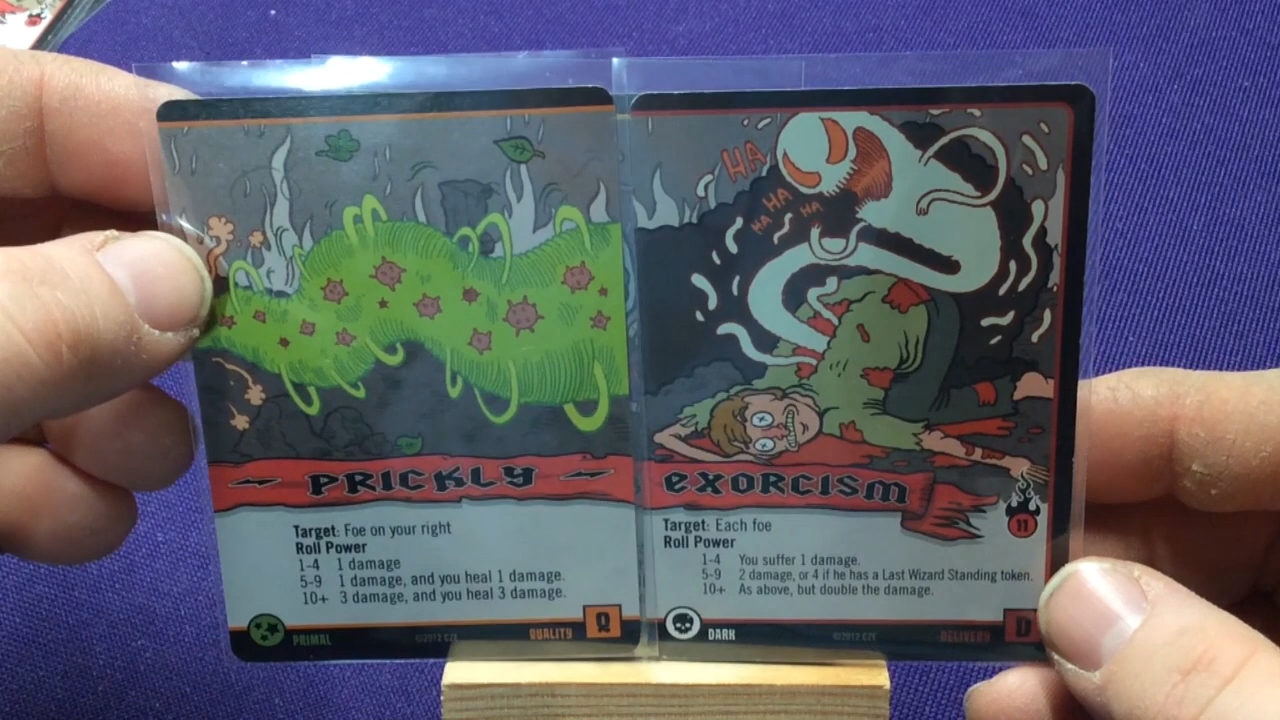 HA
HA
HA HA
PRICKLY
Target: Foe on your right
Roll Power
1-4 1 damage
5-9 1 damage, and you heal 1 damage.
10+ 3 damage, and you heal 3 damage.
PRIMAL
©2012 CZE
QUALITY
Q
EXORCISM
11
Target: Each foe
Roll Power
1-4 You suffer 1 damage.
5-9 2 damage, or 4 if he has a Last Wizard Standing token.
10+ As above, but double the damage.
DARK
©2012 CZE
DELIVERY
D